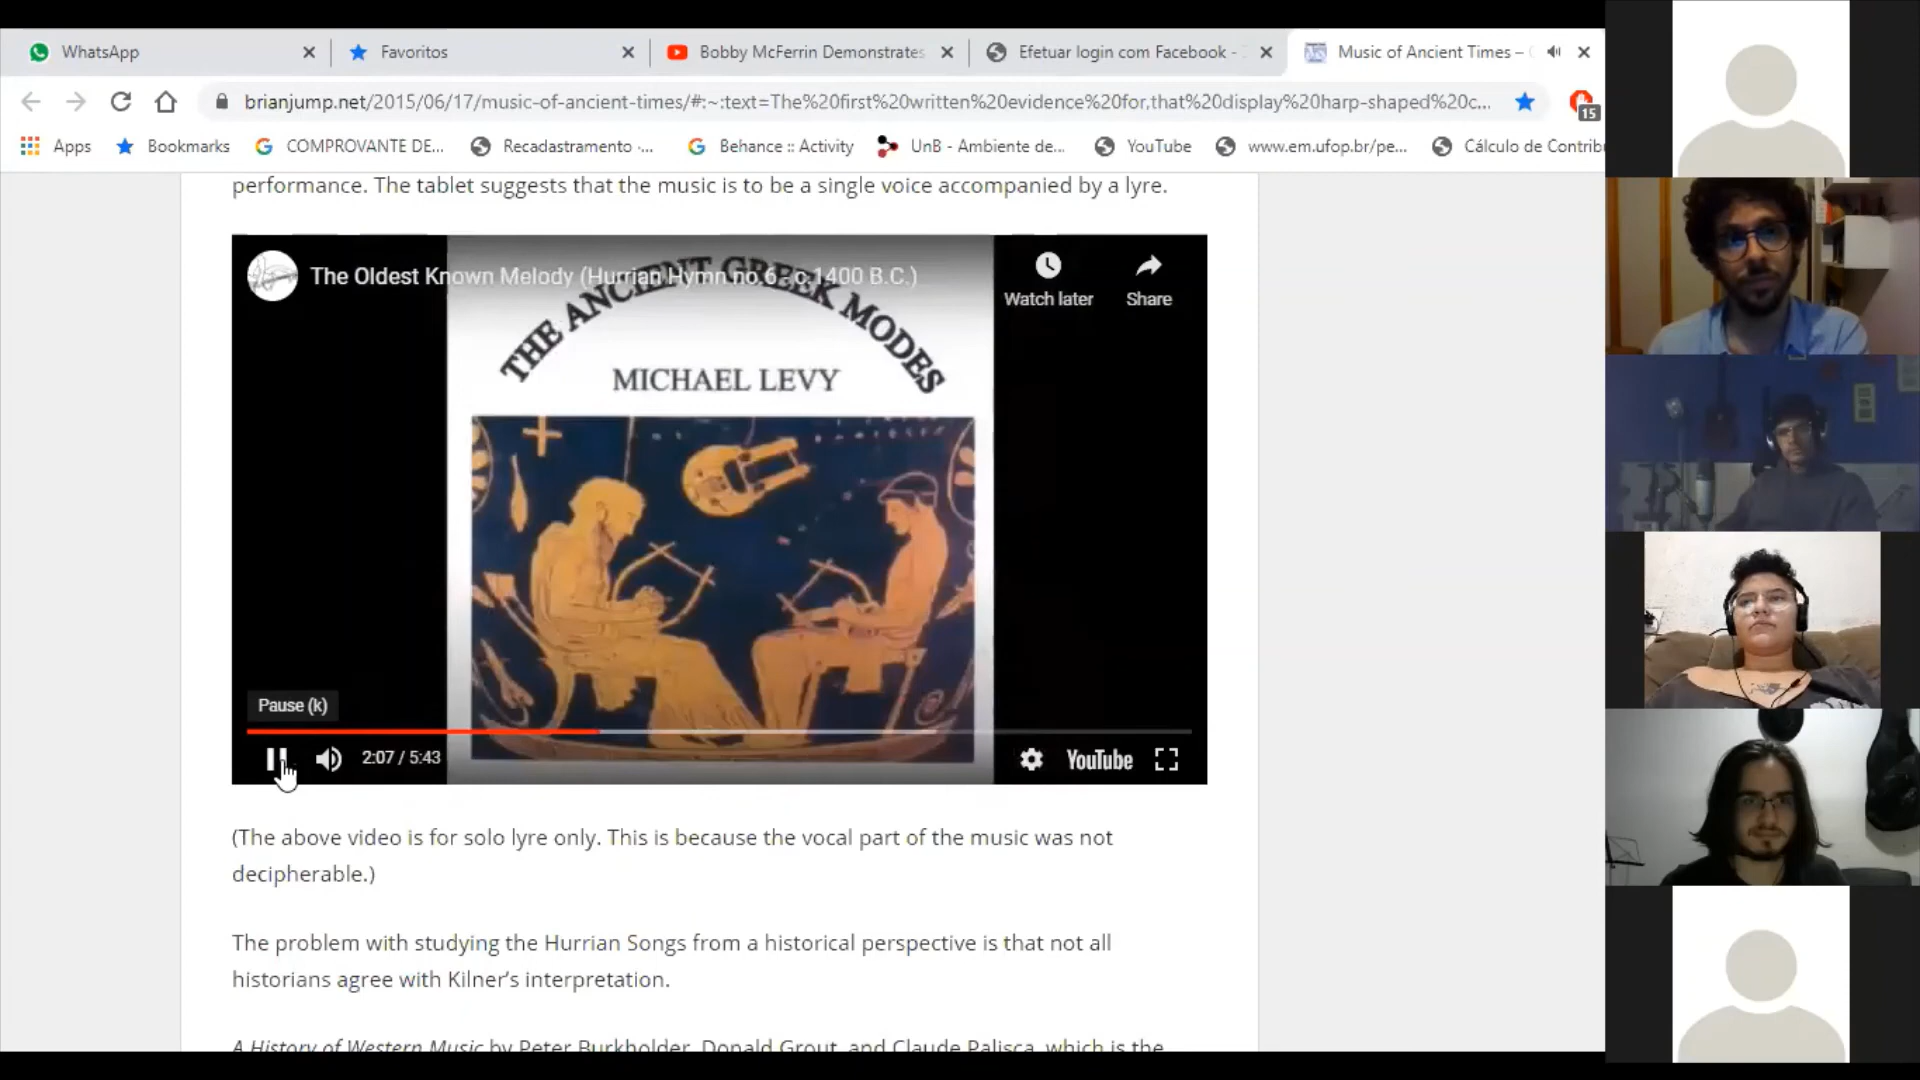 WhatsApp
Favoritos
Bobby McFerrin Demonstrates
Efetuar login com Facebook -
Music of Ancient Times –
brianjump.net/2015/06/17/music-of-ancient-times/#:~:text=The%20first%20written%20evidence%20for,that%20display%20harp-shaped%20c...
15
Apps
Bookmarks
COMPROVANTE DE...
Recadastramento -...
Behance :: Activity
UnB - Ambiente de...
YouTube
www.em.ufop.br/pe...
Cálculo de Contribu
performance. The tablet suggests that the music is to be a single voice accompanied by a lyre.
The Oldest Known Melody (Hurrian Hymn no.6 - c.1400 B.C.)
Watch later
Share
THE ANCIENT GREEK MODES
MICHAEL LEVY
Pause (k)
2:07 / 5:43
YouTube
(The above video is for solo lyre only. This is because the vocal part of the music was not
decipherable.)
The problem with studying the Hurrian Songs from a historical perspective is that not all
historians agree with Kilner’s interpretation.
A History of Western Music by Peter Burkholder, Donald Grout, and Claude Palisca, which is the